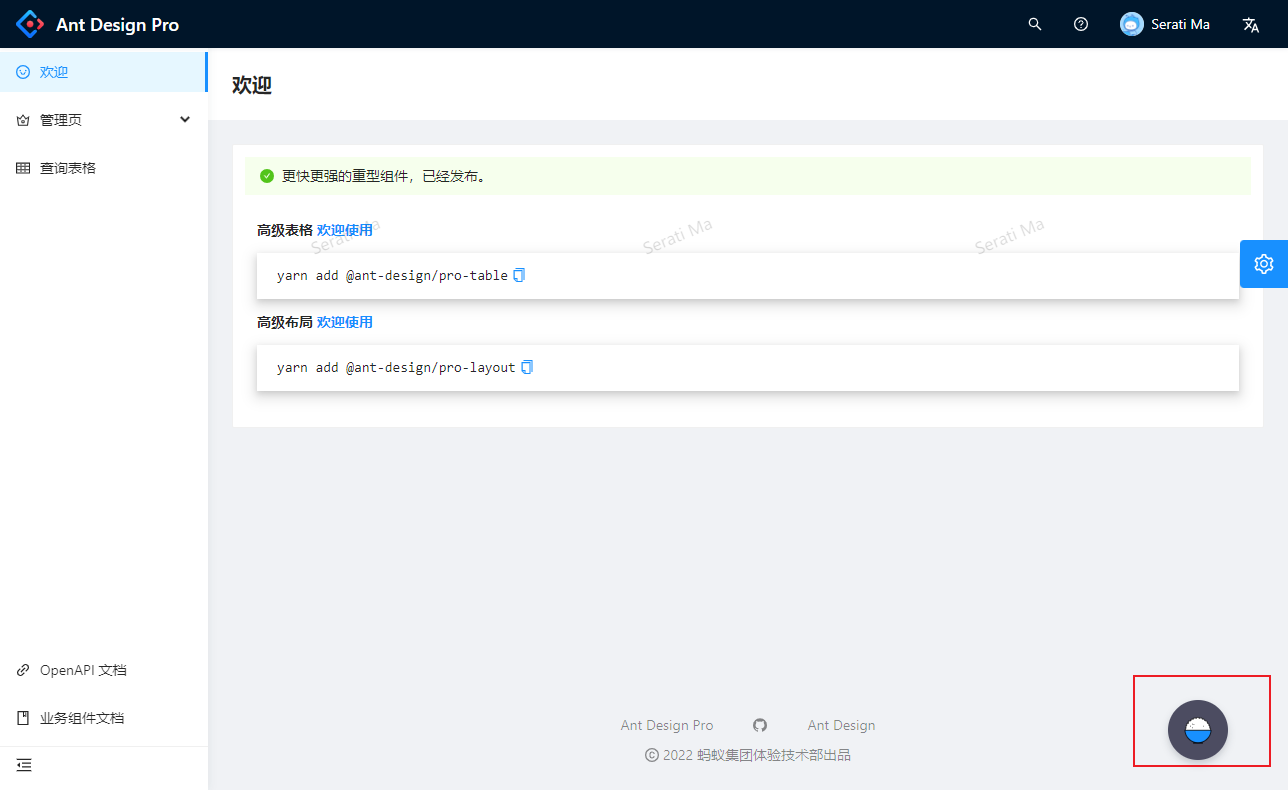 Ant Design Pro
Serati Ma
欢迎
管理页
查询表格
OpenAPI 文档
业务组件文档
欢迎
更快更强的重型组件，已经发布。
高级表格 欢迎使用
Serati Ma Serati Ma Serati Ma
yarn add @ant-design/pro-table
高级布局 欢迎使用
yarn add @ant-design/pro-layout
Ant Design Pro Ant Design
© 2022 蚂蚁集团体验技术部出品